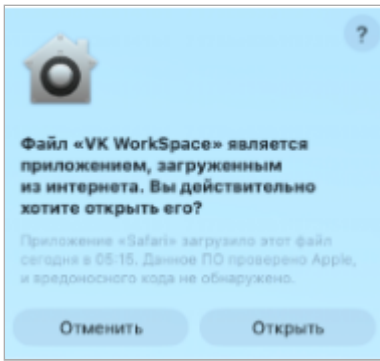 ?
Файл «VK WorkSpace» является
приложением, загруженным
из интернета. Вы действительно
хотите открыть его?
Приложение «Safari» загрузило этот файл
сегодня в 05:15. Данное ПО проверено Apple,
и вредоносного кода не обнаружено.
Отменить
Открыть